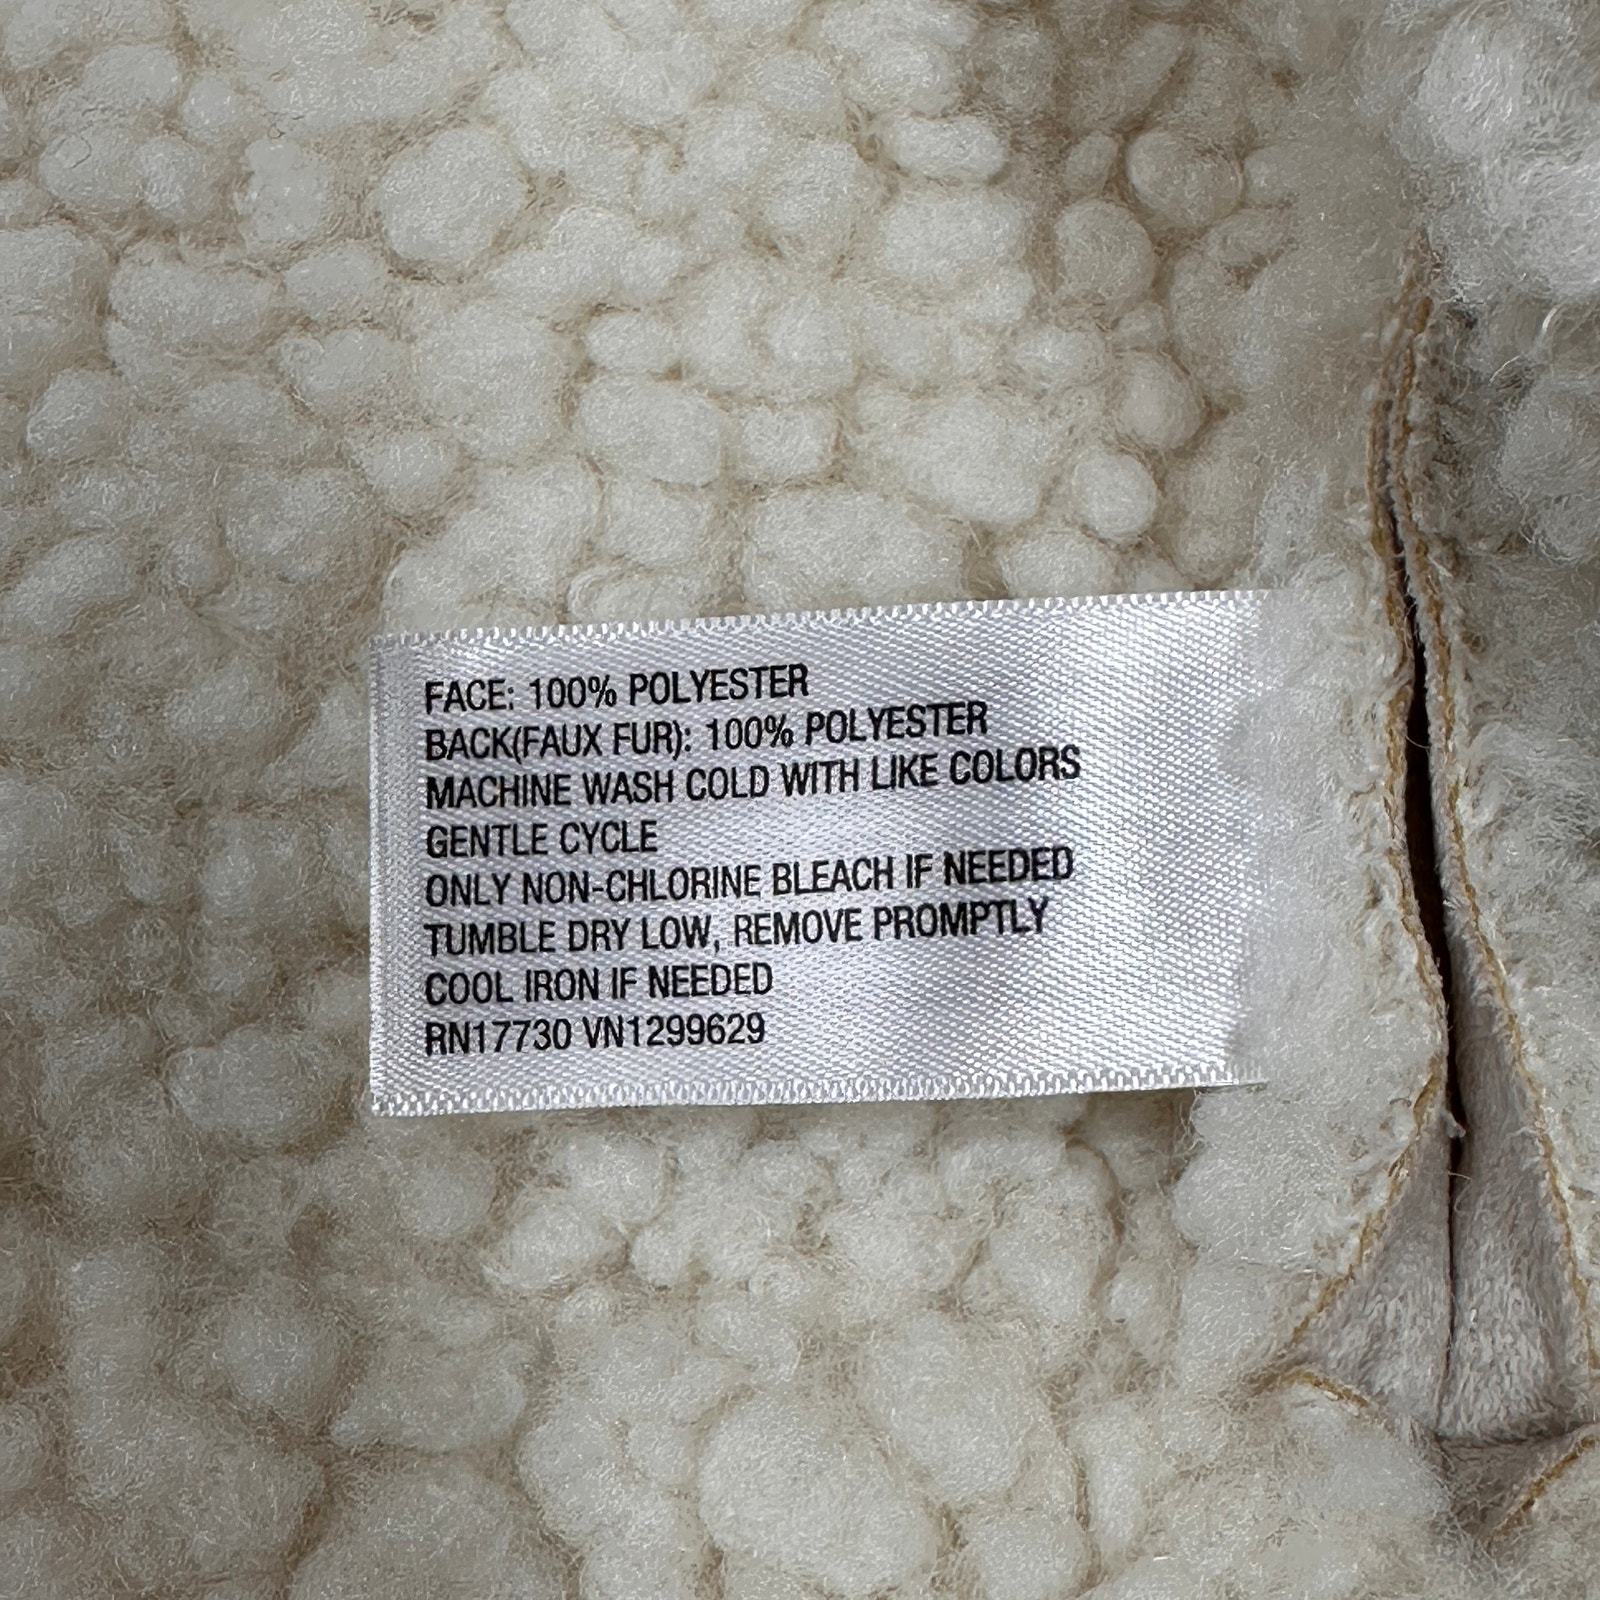 FACE: 100% POLYESTER
BACK(FAUX FUR): 100% POLYESTER
MACHINE WASH COLD WITH LIKE COLORS
GENTLE CYCLE
ONLY NON-CHLORINE BLEACH IF NEEDED
TUMBLE DRY LOW, REMOVE PROMPTLY
COOL IRON IF NEEDED
RN17730 VN1299629